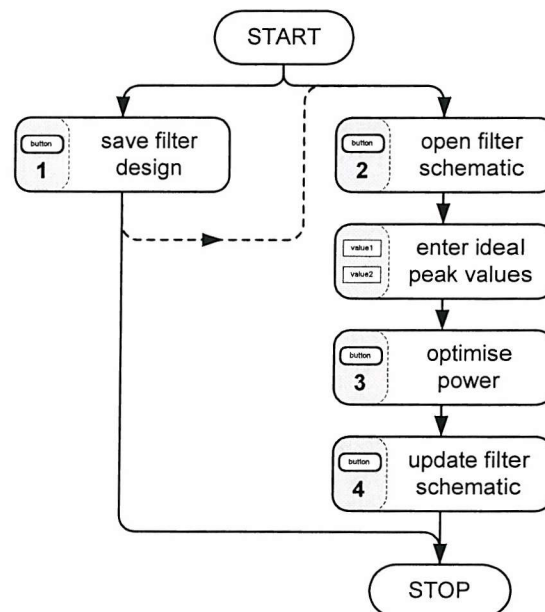 START
button
1
save filter
design
button
2
open filter
schematic
value1
value2
enter ideal
peak values
button
3
optimise
power
button
4
update filter
schematic
STOP